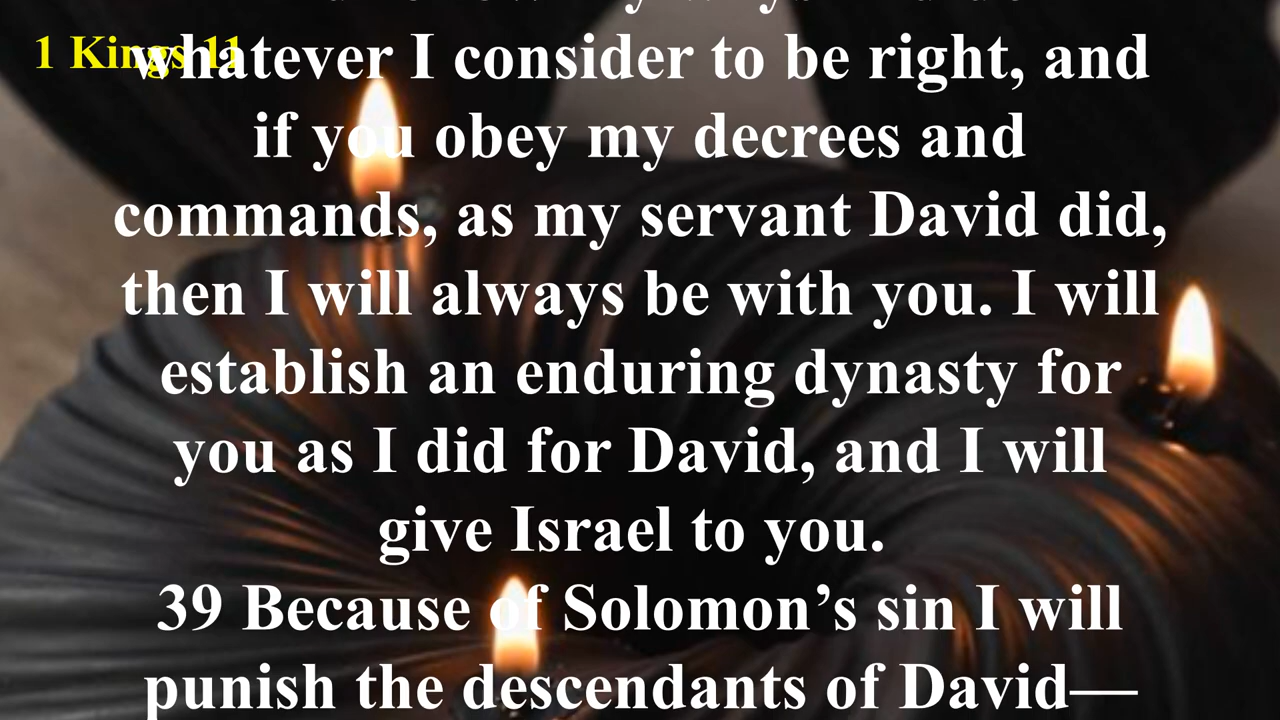 1 Kings 11
whatever I consider to be right, and
if you obey my decrees and
commands, as my servant David did,
then I will always be with you. I will
establish an enduring dynasty for
you as I did for David, and I will
give Israel to you.
39 Because of Solomon’s sin I will
punish the descendants of David—